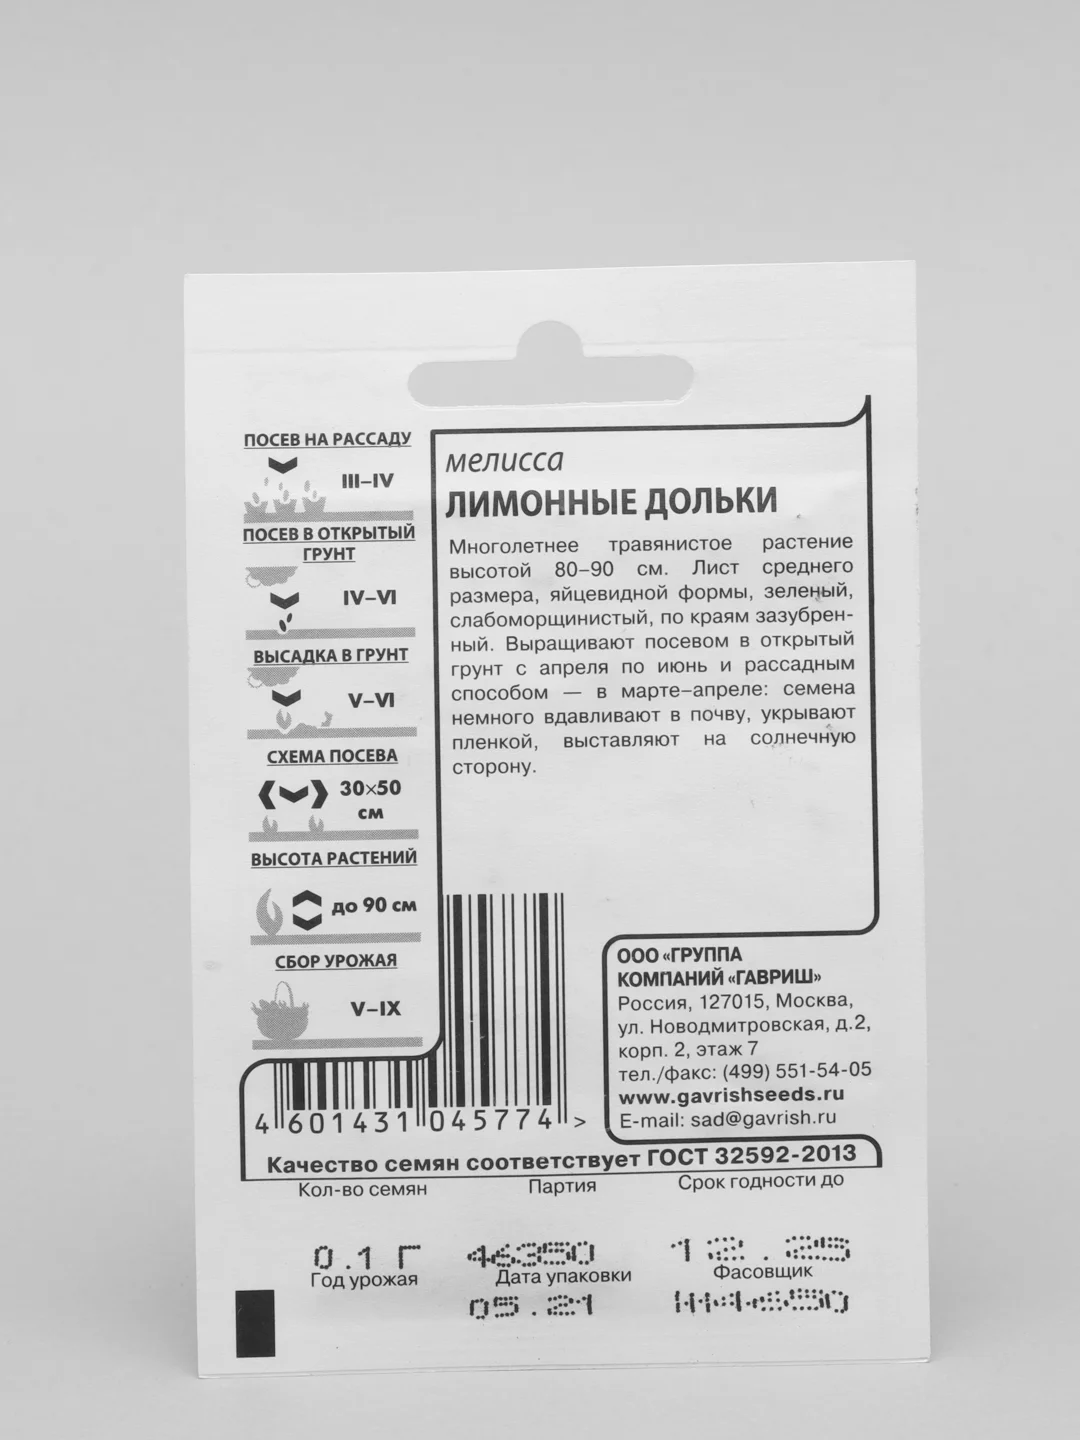 ПОСЕВ НА РАССАДУ
III–IV
ПОСЕВ В ОТКРЫТЫЙ
ГРУНТ
IV–VI
ВЫСАДКА В ГРУНТ
V–VI
СХЕМА ПОСЕВА
30×50
см
ВЫСОТА РАСТЕНИЙ
до 90 см
СБОР УРОЖАЯ
V–IX
мелисса
ЛИМОННЫЕ ДОЛЬКИ
Многолетнее травянистое растение
высотой 80–90 см. Лист среднего
размера, яйцевидной формы, зеленый,
слабоморщинистый, по краям зазубрен-
ный. Выращивают посевом в открытый
грунт с апреля по июнь и рассадным
способом — в марте–апреле: семена
немного вдавливают в почву, укрывают
пленкой, выставляют на солнечную
сторону.
ООО «ГРУППА
КОМПАНИЙ «ГАВРИШ»
Россия, 127015, Москва,
ул. Новодмитровская, д.2,
корп. 2, этаж 7
тел./факс: (499) 551-54-05
www.gavrishseeds.ru
E-mail: sad@gavrish.ru
4 601431 045774 >
Качество семян соответствует ГОСТ 32592-2013
Кол-во семян Партия Срок годности до
0.1 Г 46350 12.25
Год урожая Дата упаковки Фасовщик
05.21